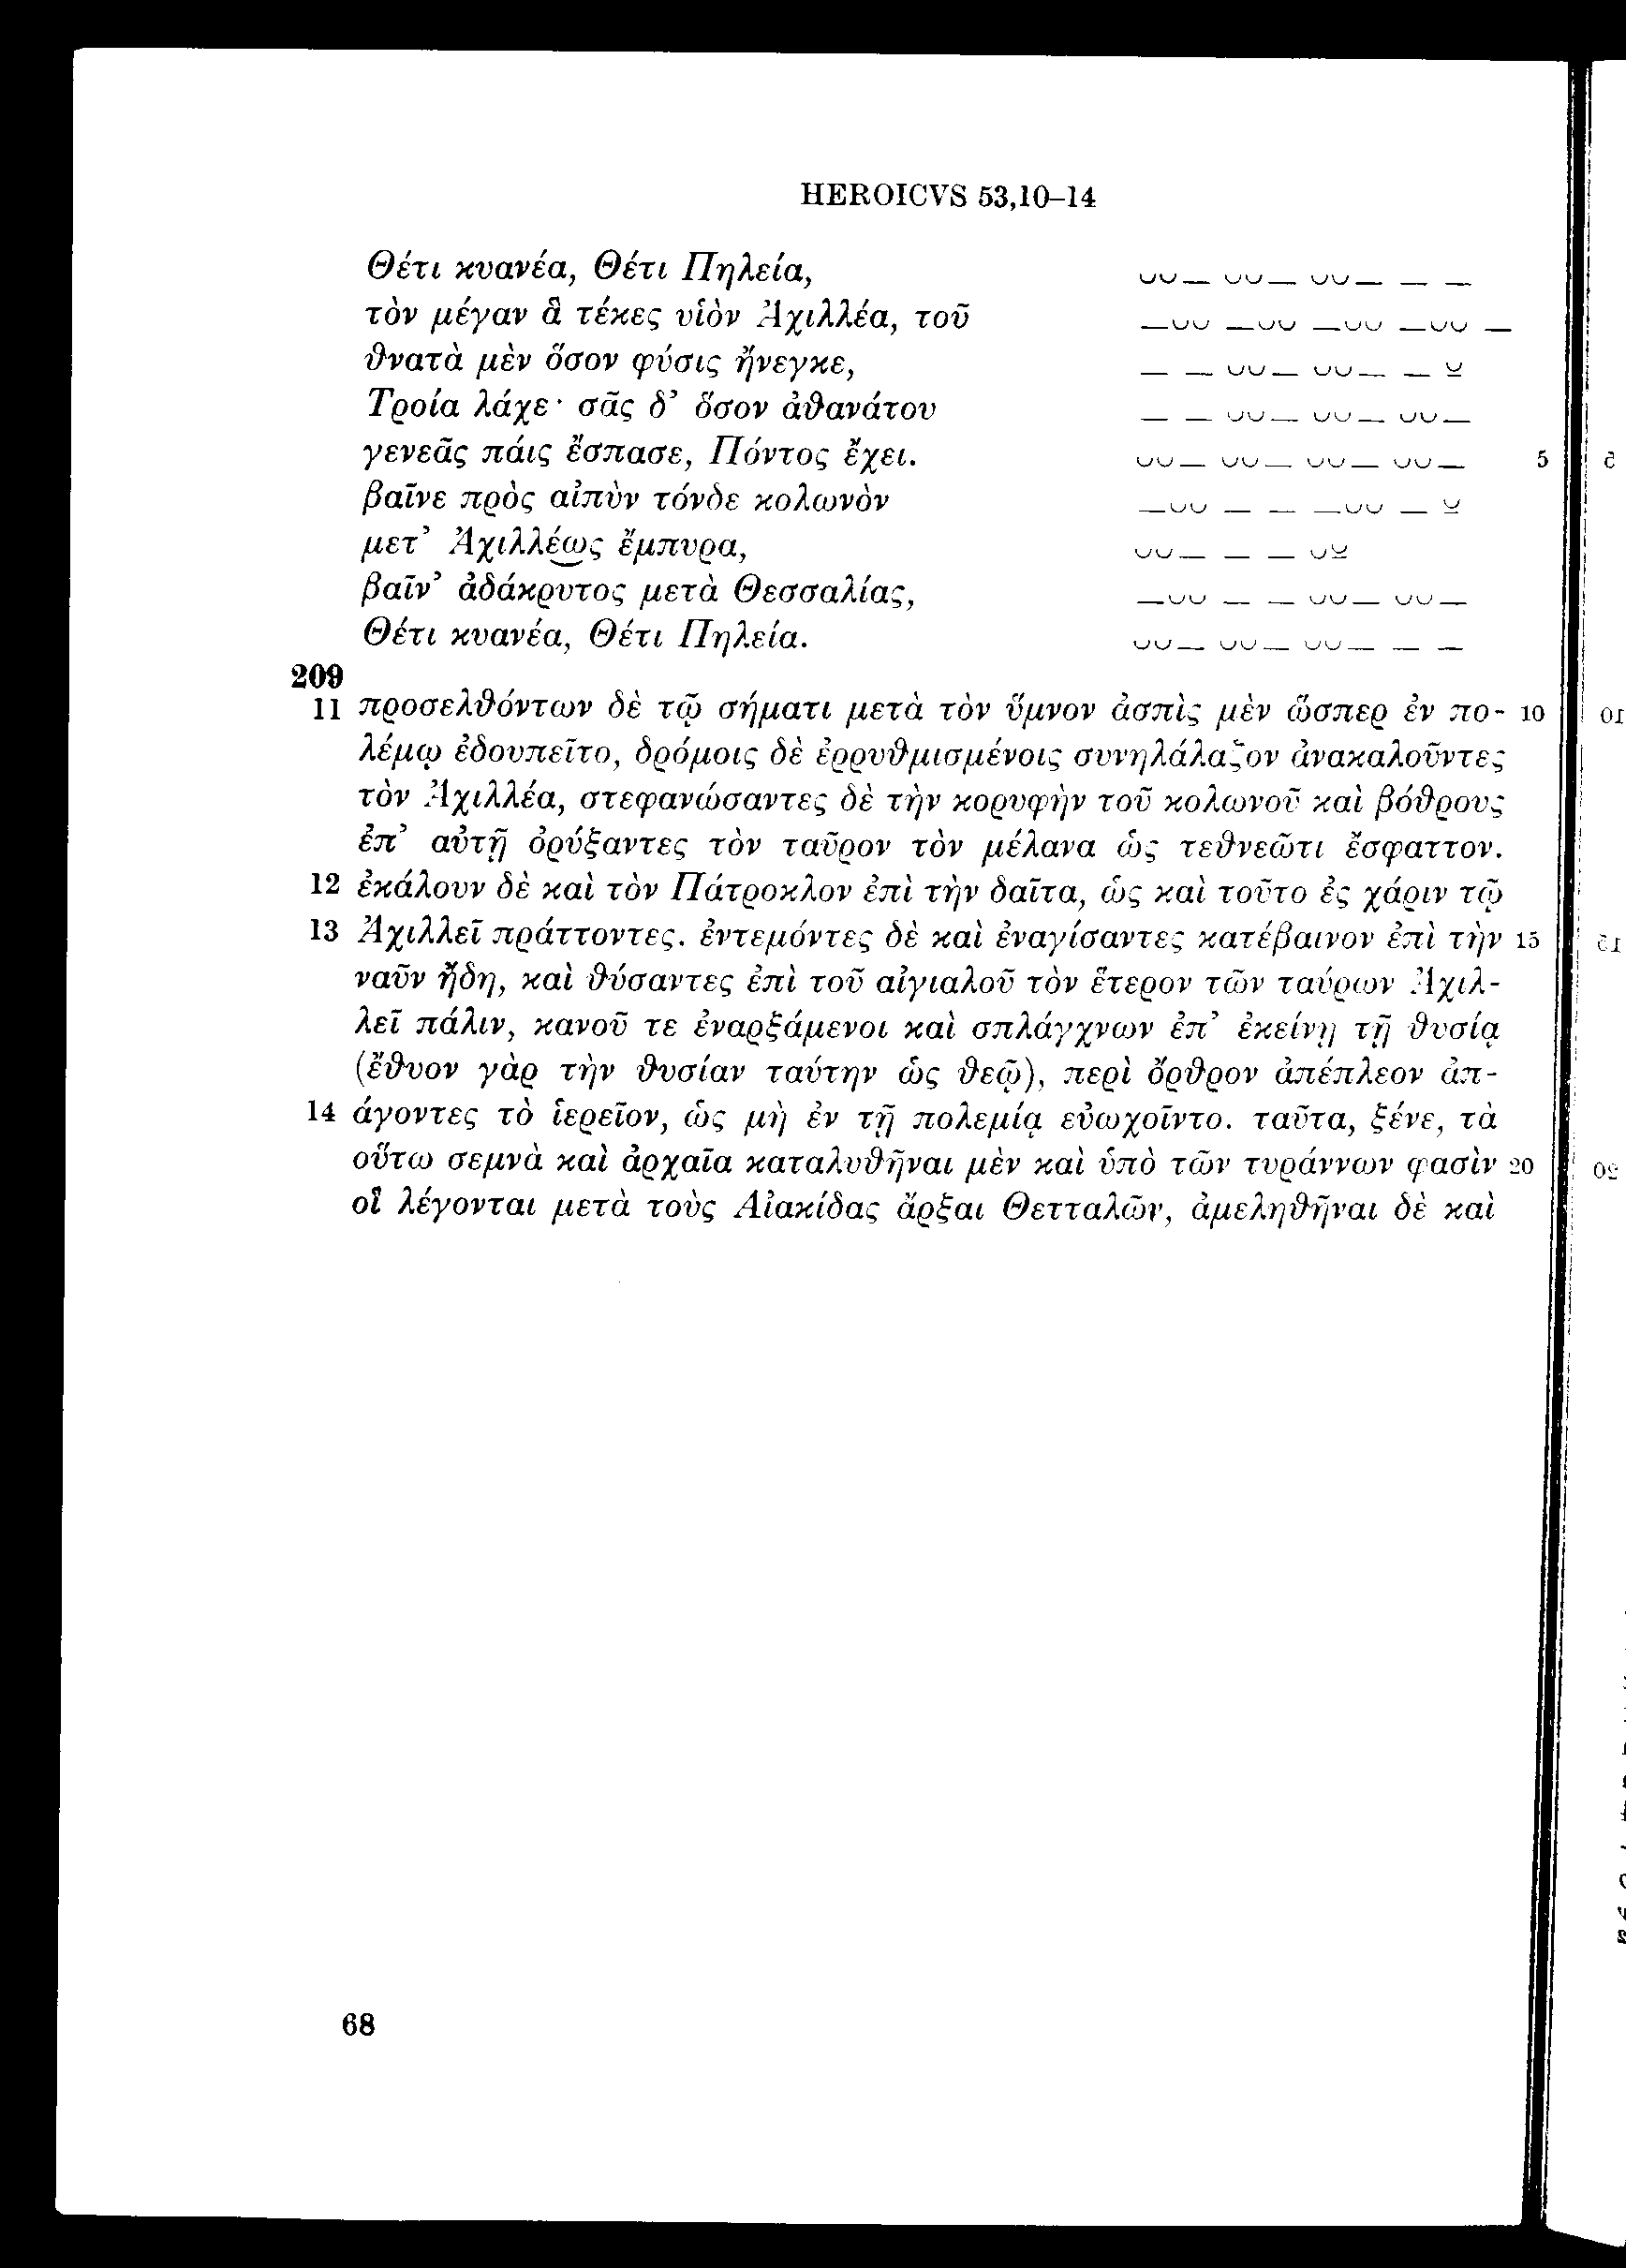 HEROICVS 53,10–14
Θέτι κυανέα, Θέτι Πηλεία, ⏑⏑— ⏑⏑— ⏑⏑— — —
τὸν μέγαν ἃ τέκες υἱὸν Ἀχιλλέα, τοῦ —⏑⏑ —⏑⏑ —⏑⏑ —⏑⏑ —
θνατὰ μὲν ὅσον φύσις ἤνεγκε, — — ⏑⏑— ⏑⏑— — ⏓
Τροία λάχε· σᾶς δ’ ὅσον ἀθανάτου — — ⏑⏑— ⏑⏑— ⏑⏑—
γενεᾶς πάις ἔσπασε, Πόντος ἔχει. ⏑⏑— ⏑⏑— ⏑⏑— ⏑⏑— 5
βαῖνε πρὸς αἰπὺν τόνδε κολωνὸν —⏑⏑ — — —⏑⏑ — ⏓
μετ’ Ἀχιλλέ͜ως ἔμπυρα, ⏑⏑— — — ⏑⏓
βαῖν’ ἀδάκρυτος μετὰ Θεσσαλίας, —⏑⏑ — — ⏑⏑— ⏑⏑—
Θέτι κυανέα, Θέτι Πηλεία. ⏑⏑— ⏑⏑— ⏑⏑— — —
209
11 προσελθόντων δὲ τῷ σήματι μετὰ τὸν ὕμνον ἀσπὶς μὲν ὥσπερ ἐν πο- 10
λέμῳ ἐδουπεῖτο, δρόμοις δὲ ἐρρυθμισμένοις συνηλάλαζον ἀνακαλοῦντες
τὸν Ἀχιλλέα, στεφανώσαντες δὲ τὴν κορυφὴν τοῦ κολωνοῦ καὶ βόθρους
ἐπ’ αὐτῇ ὀρύξαντες τὸν ταῦρον τὸν μέλανα ὡς τεθνεῶτι ἔσφαττον.
12 ἐκάλουν δὲ καὶ τὸν Πάτροκλον ἐπὶ τὴν δαῖτα, ὡς καὶ τοῦτο ἐς χάριν τῷ
13 Ἀχιλλεῖ πράττοντες. ἐντεμόντες δὲ καὶ ἐναγίσαντες κατέβαινον ἐπὶ τὴν 15
ναῦν ἤδη, καὶ θύσαντες ἐπὶ τοῦ αἰγιαλοῦ τὸν ἕτερον τῶν ταύρων Ἀχιλ-
λεῖ πάλιν, κανοῦ τε ἐναρξάμενοι καὶ σπλάγχνων ἐπ’ ἐκείνῃ τῇ θυσίᾳ
(ἔθυον γὰρ τὴν θυσίαν ταύτην ὡς θεῷ), περὶ ὄρθρον ἀπέπλεον ἀπ-
14 άγοντες τὸ ἱερεῖον, ὡς μὴ ἐν τῇ πολεμίᾳ εὐωχοῖντο. ταῦτα, ξένε, τὰ
οὕτω σεμνὰ καὶ ἀρχαῖα καταλυθῆναι μὲν καὶ ὑπὸ τῶν τυράννων φασὶν 20
οἳ λέγονται μετὰ τοὺς Αἰακίδας ἄρξαι Θετταλῶν, ἀμεληθῆναι δὲ καὶ
68